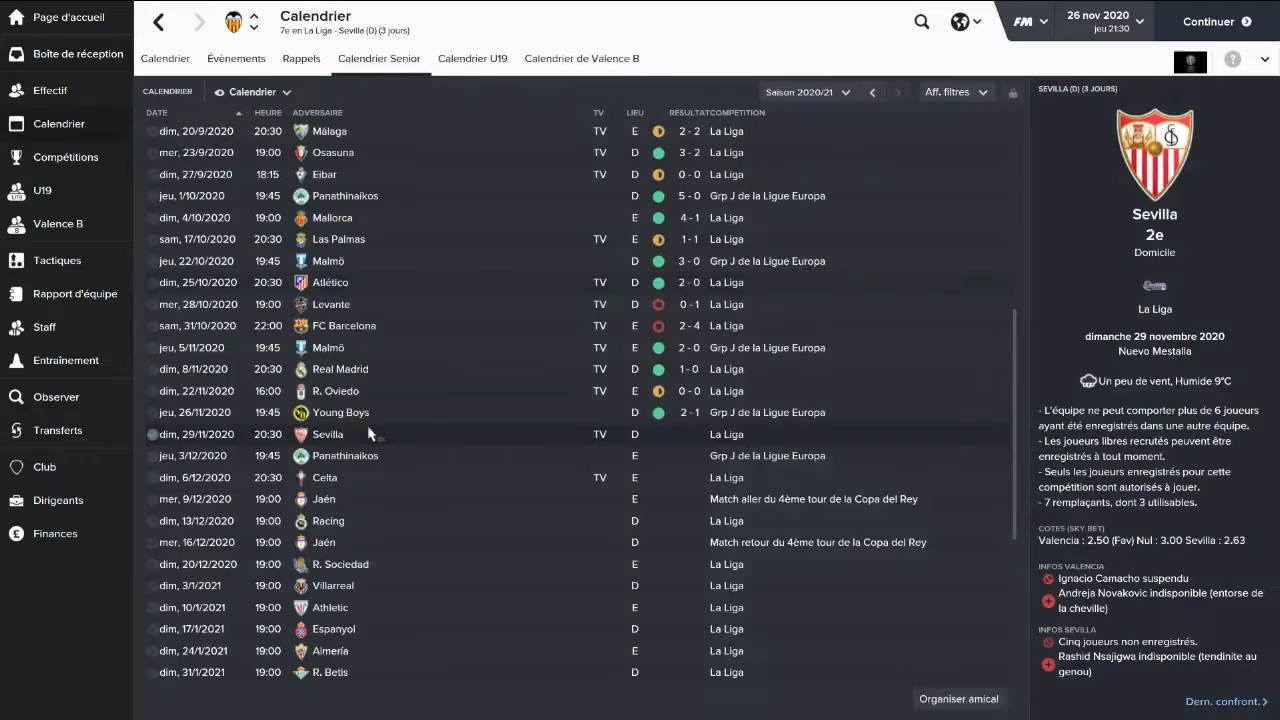 Page d'accueil
Boîte de réception
Effectif
Calendrier
Compétitions
U19
U19
B
Valence B
Tactiques
Rapport d'équipe
Staff
Entraînement
Observer
Transferts
Club
Dirigeants
Finances
Calendrier
7e en La Liga - Sevilla (D) (3 jours)
FM
26 nov 2020
jeu 21:30
Continuer
Calendrier Évènements Rappels Calendrier Senior Calendrier U19 Calendrier de Valence B
?
CALENDRIER Calendrier Saison 2020/21 Aff. filtres
DATE HEURE ADVERSAIRE TV LIEU RÉSULTATCOMPETITION
dim, 20/9/2020 20:30 Málaga TV E 2 - 2 La Liga
mer, 23/9/2020 19:00 Osasuna TV D 3 - 2 La Liga
dim, 27/9/2020 18:15 Eibar TV D 0 - 0 La Liga
jeu, 1/10/2020 19:45 Panathinaikos D 5 - 0 Grp J de la Ligue Europa
dim, 4/10/2020 19:00 Mallorca E 4 - 1 La Liga
sam, 17/10/2020 20:30 Las Palmas TV E 1 - 1 La Liga
jeu, 22/10/2020 19:45 Malmö D 3 - 0 Grp J de la Ligue Europa
dim, 25/10/2020 20:30 Atlético TV D 2 - 0 La Liga
mer, 28/10/2020 19:00 Levante TV D 0 - 1 La Liga
sam, 31/10/2020 22:00 FC Barcelona TV E 2 - 4 La Liga
jeu, 5/11/2020 19:45 Malmö TV E 2 - 0 Grp J de la Ligue Europa
dim, 8/11/2020 20:30 Real Madrid TV D 1 - 0 La Liga
dim, 22/11/2020 16:00 R. Oviedo TV E 0 - 0 La Liga
jeu, 26/11/2020 19:45 Young Boys D 2 - 1 Grp J de la Ligue Europa
dim, 29/11/2020 20:30 Sevilla TV D La Liga
jeu, 3/12/2020 19:45 Panathinaikos E Grp J de la Ligue Europa
dim, 6/12/2020 20:30 Celta TV E La Liga
mer, 9/12/2020 19:00 Jaén E Match aller du 4ème tour de la Copa del Rey
dim, 13/12/2020 19:00 Racing D La Liga
mer, 16/12/2020 19:00 Jaén D Match retour du 4ème tour de la Copa del Rey
dim, 20/12/2020 19:00 R. Sociedad E La Liga
dim, 3/1/2021 19:00 Villarreal D La Liga
dim, 10/1/2021 19:00 Athletic E La Liga
dim, 17/1/2021 19:00 Espanyol D La Liga
dim, 24/1/2021 19:00 Almería E La Liga
dim, 31/1/2021 19:00 R. Betis D La Liga
Organiser amical
SEVILLA (D) (3 JOURS)
Sevilla
2e
Domicile
La Liga
dimanche 29 novembre 2020
Nuevo Mestalla
Un peu de vent, Humide 9°C
- L'équipe ne peut comporter plus de 6 joueurs
ayant été enregistrés dans une autre équipe.
- Les joueurs libres recrutés peuvent être
enregistrés à tout moment.
- Seuls les joueurs enregistrés pour cette
compétition sont autorisés à jouer.
- 7 remplaçants, dont 3 utilisables.
COTES (SKY BET)
Valencia : 2.50 (Fav) Nul : 3.00 Sevilla : 2.63
INFOS VALENCIA
Ignacio Camacho suspendu
Andreja Novakovic indisponible (entorse de
la cheville)
INFOS SEVILLA
Cinq joueurs non enregistrés.
Rashid Nsajigwa indisponible (tendinite au
genou)
Dern. confront.